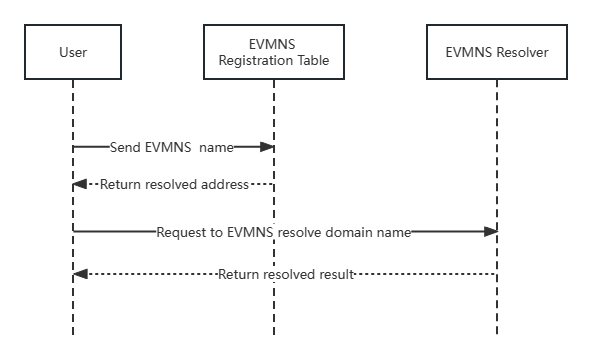 User
EVMNS
Registration Table
EVMNS Resolver
Send EVMNS name
Return resolved address
Request to EVMNS resolve domain name
Return resolved result